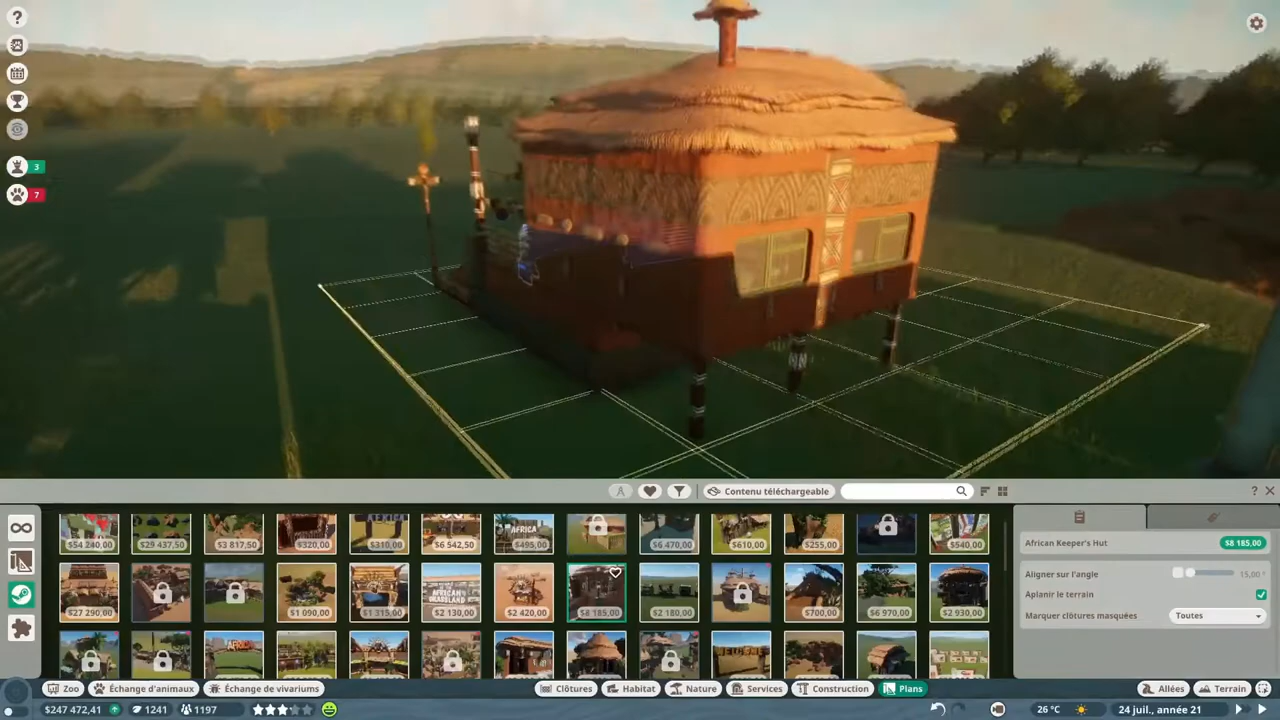 ?
3
7
Contenu téléchargeable
? ×
$54 240,00
$29 437,50
$3 817,50
$320,00
$310,00
$6 542,50
AFRICA
$495,00
$6 470,00
$610,00
$255,00
$540,00
$27 290,00
$1 090,00
$1 315,00
AFRICAN GRASSLAND
$2 130,00
$2 420,00
$8 185,00
$2 180,00
$700,00
$6 970,00
$2 930,00
AFRICA
WELCOME
African Keeper's Hut
$8 185,00
Aligner sur l'angle
15,00 °
Aplanir le terrain
Marquer clôtures masquées
Toutes
Zoo
Échange d'animaux
Échange de vivariums
Clôtures
Habitat
Nature
Services
Construction
Plans
Allées
Terrain
$247 472,41
1241
1197
26 °C
24 juil., année 21